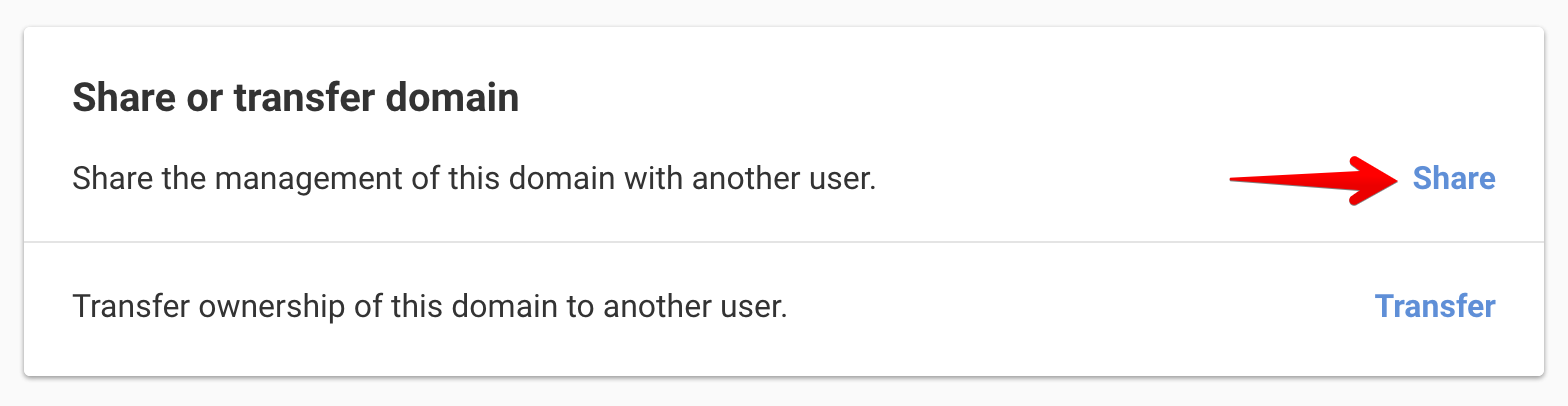 Share or transfer domain
Share the management of this domain with another user. Share
Transfer ownership of this domain to another user. Transfer